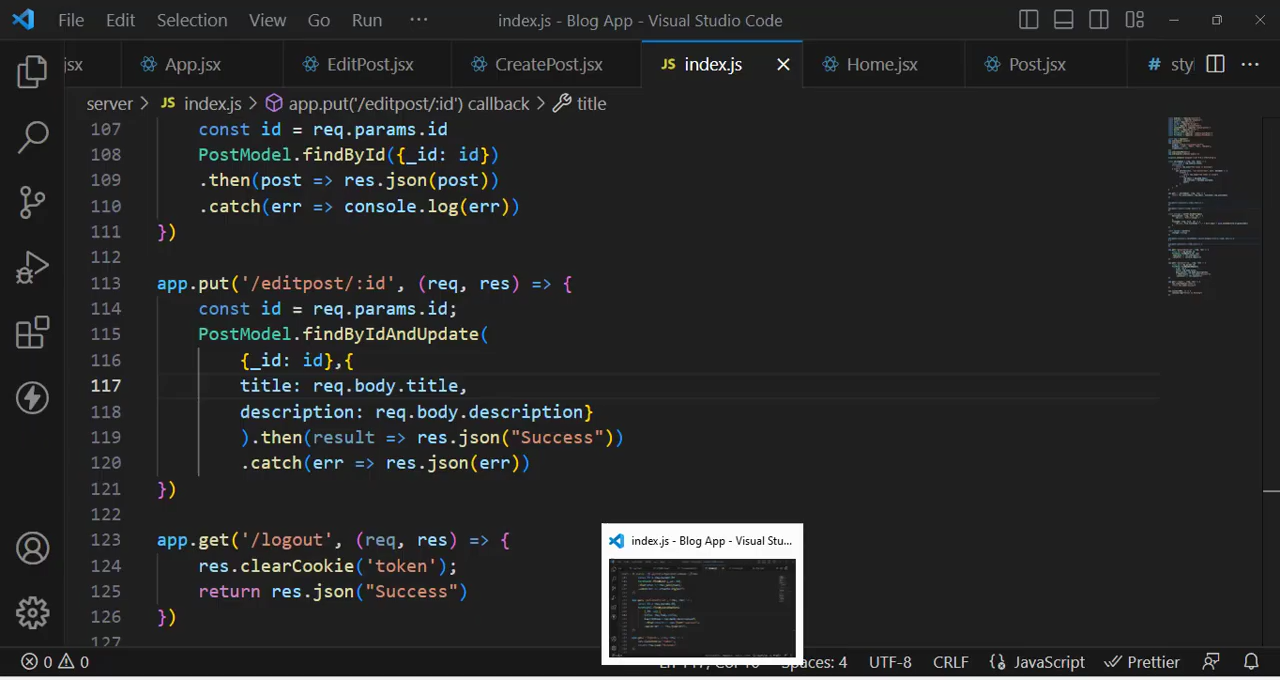 File Edit Selection View Go Run ··· index.js - Blog App - Visual Studio Code
jsx App.jsx EditPost.jsx CreatePost.jsx JS index.js Home.jsx Post.jsx # sty ···
server > JS index.js > app.put('/editpost/:id') callback > title
107 const id = req.params.id
108 PostModel.findById({_id: id})
109 .then(post => res.json(post))
110 .catch(err => console.log(err))
111 })
112
113 app.put('/editpost/:id', (req, res) => {
114 const id = req.params.id;
115 PostModel.findByIdAndUpdate(
116 {_id: id},{
117 title: req.body.title,
118 description: req.body.description}
119 ).then(result => res.json("Success"))
120 .catch(err => res.json(err))
121 })
122
123 app.get('/logout', (req, res) => {
124 res.clearCookie('token');
125 return res.json("Success")
126 })
127
index.js - Blog App - Visual Stu...
0 0 Spaces: 4 UTF-8 CRLF {} JavaScript Prettier